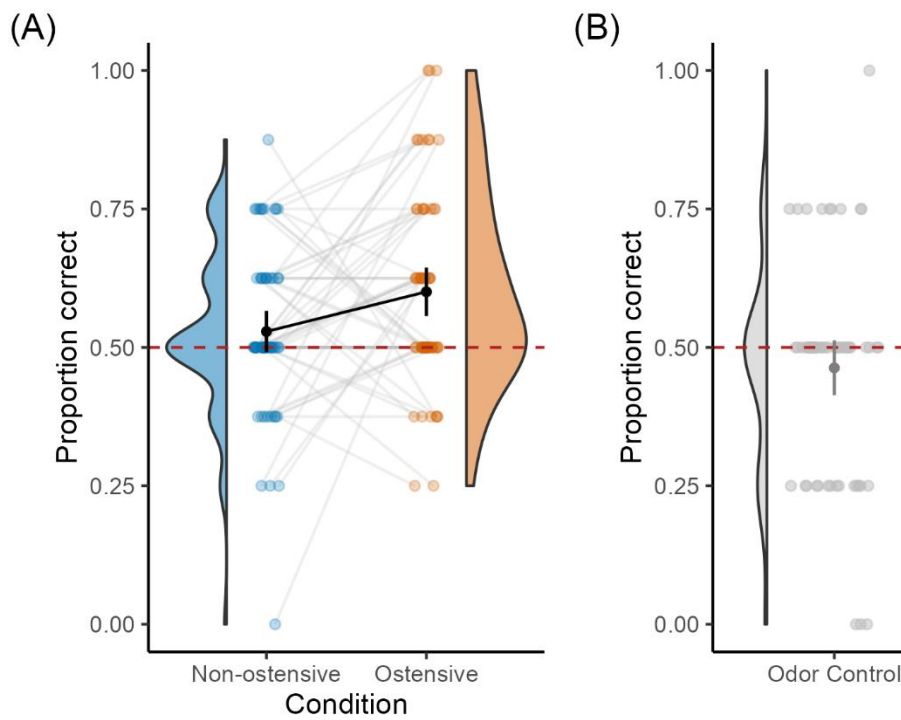 (A)
Proportion correct
1.00
0.75
0.50
0.25
0.00
Non-ostensive
Ostensive
Condition
(B)
Proportion correct
1.00
0.75
0.50
0.25
0.00
Odor Control